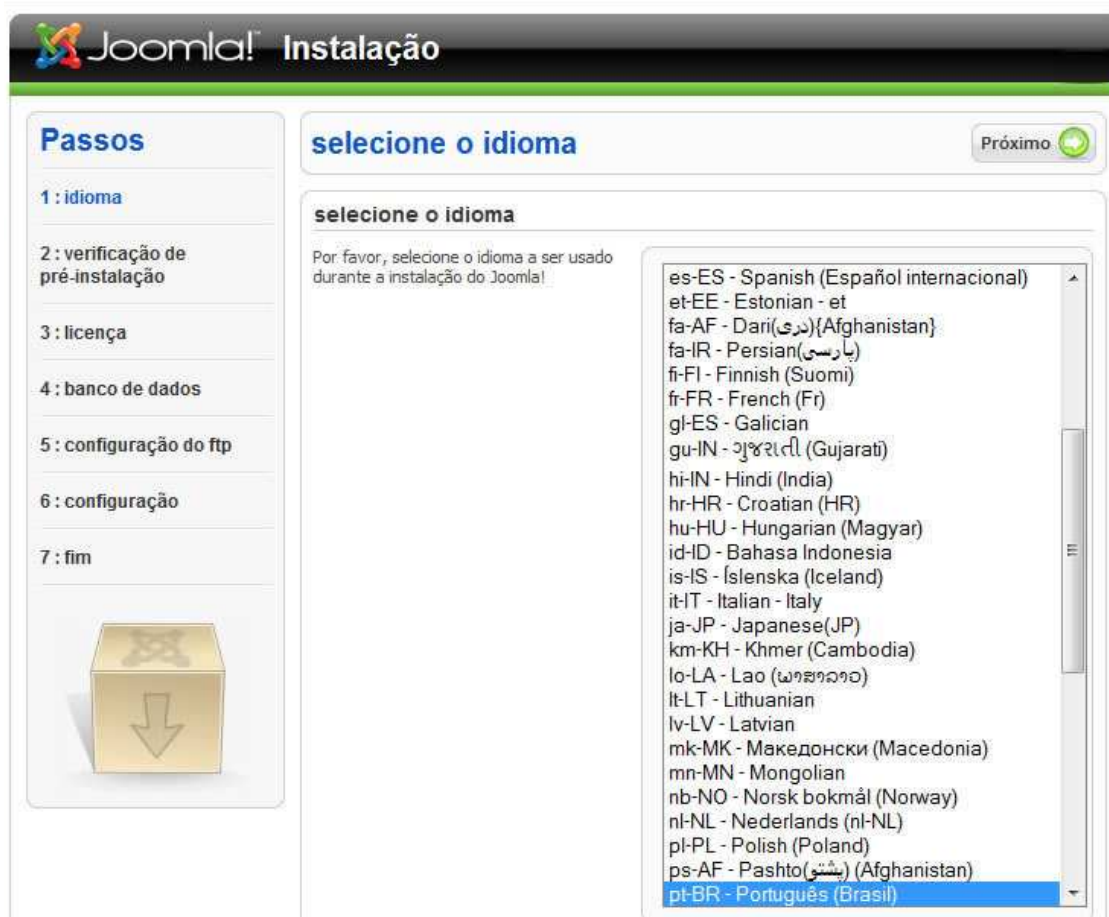 Joomla!™ Instalação
Passos
1 : idioma
2 : verificação de
pré-instalação
3 : licença
4 : banco de dados
5 : configuração do ftp
6 : configuração
7 : fim
selecione o idioma
Próximo
selecione o idioma
Por favor, selecione o idioma a ser usado
durante a instalação do Joomla!
es-ES - Spanish (Español internacional)
et-EE - Estonian - et
fa-AF - Dari(دری){Afghanistan}
fa-IR - Persian(پارسی)
fi-FI - Finnish (Suomi)
fr-FR - French (Fr)
gl-ES - Galician
gu-IN - ગુજરાતી (Gujarati)
hi-IN - Hindi (India)
hr-HR - Croatian (HR)
hu-HU - Hungarian (Magyar)
id-ID - Bahasa Indonesia
is-IS - Íslenska (Iceland)
it-IT - Italian - Italy
ja-JP - Japanese(JP)
km-KH - Khmer (Cambodia)
lo-LA - Lao (ພາສາລາວ)
lt-LT - Lithuanian
lv-LV - Latvian
mk-MK - Македонски (Macedonia)
mn-MN - Mongolian
nb-NO - Norsk bokmål (Norway)
nl-NL - Nederlands (nl-NL)
pl-PL - Polish (Poland)
ps-AF - Pashto(پشتو) (Afghanistan)
pt-BR - Português (Brasil)